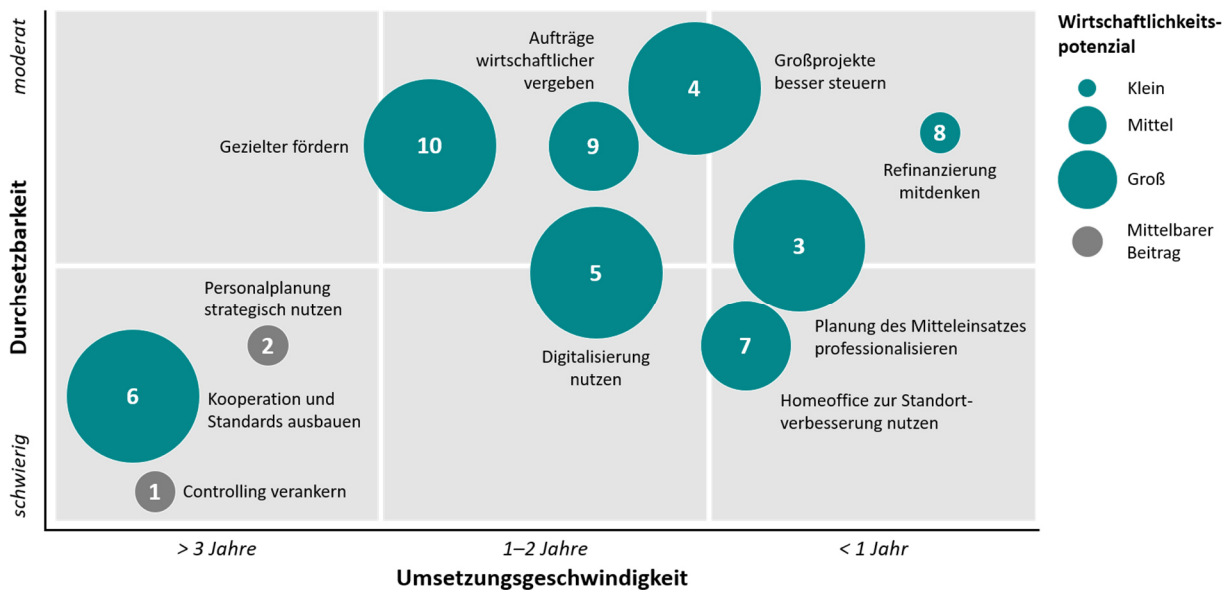 moderat
Durchsetzbarkeit
schwierig
Aufträge
wirtschaftlicher
vergeben
4
Großprojekte
besser steuern
Gezielter fördern
10
9
8
Refinanzierung
mitdenken
3
5
Personalplanung
strategisch nutzen
2
Planung des Mitteleinsatzes
professionalisieren
7
Digitalisierung
nutzen
6
Kooperation und
Standards ausbauen
Homeoffice zur Standort-
verbesserung nutzen
1
Controlling verankern
> 3 Jahre
1–2 Jahre
< 1 Jahr
Umsetzungsgeschwindigkeit
Wirtschaftlichkeits-
potenzial
Klein
Mittel
Groß
Mittelbarer
Beitrag